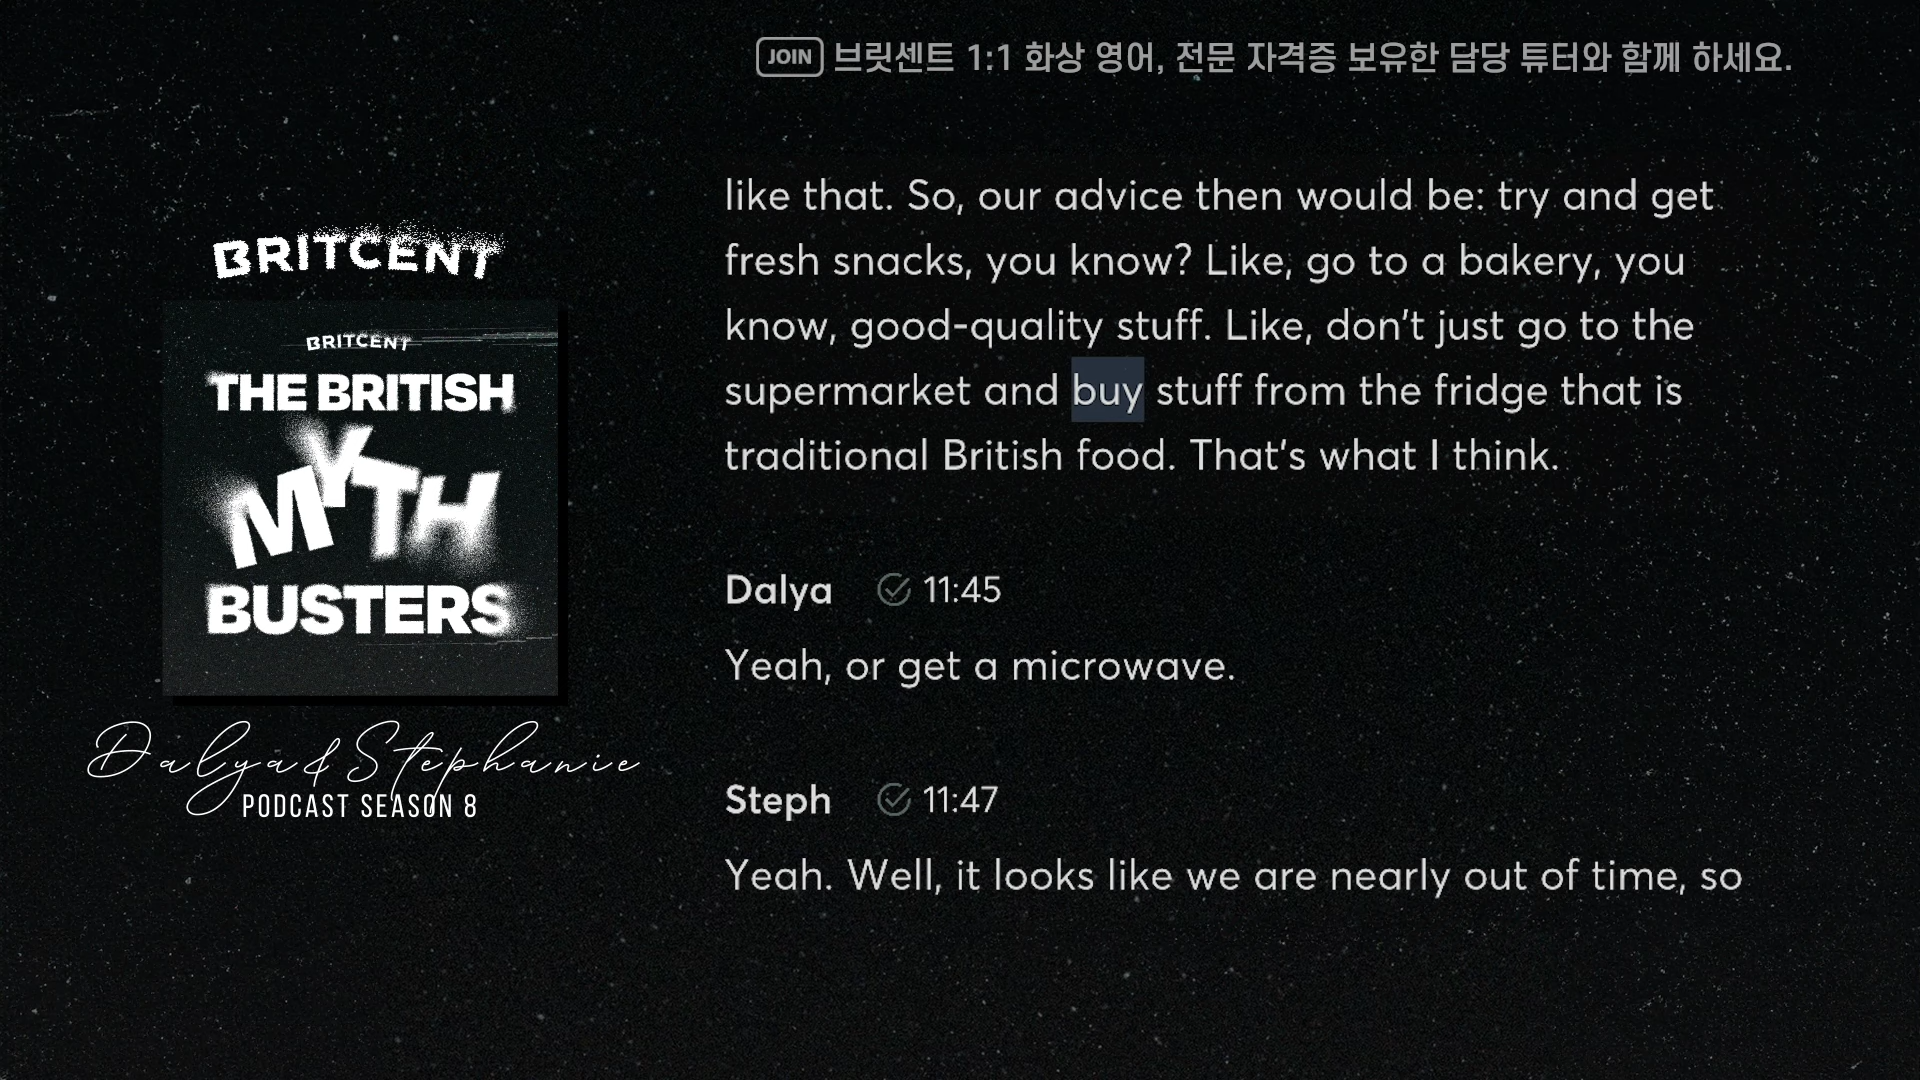 JOIN 브릿센트 1:1 화상 영어, 전문 자격증 보유한 담당 튜터와 함께 하세요.
BRITCENT
BRITCENT
THE BRITISH
MYTH
BUSTERS
Dalya & Stephanie
PODCAST SEASON 8
like that. So, our advice then would be: try and get
fresh snacks, you know? Like, go to a bakery, you
know, good-quality stuff. Like, don't just go to the
supermarket and buy stuff from the fridge that is
traditional British food. That's what I think.
Dalya 11:45
Yeah, or get a microwave.
Steph 11:47
Yeah. Well, it looks like we are nearly out of time, so